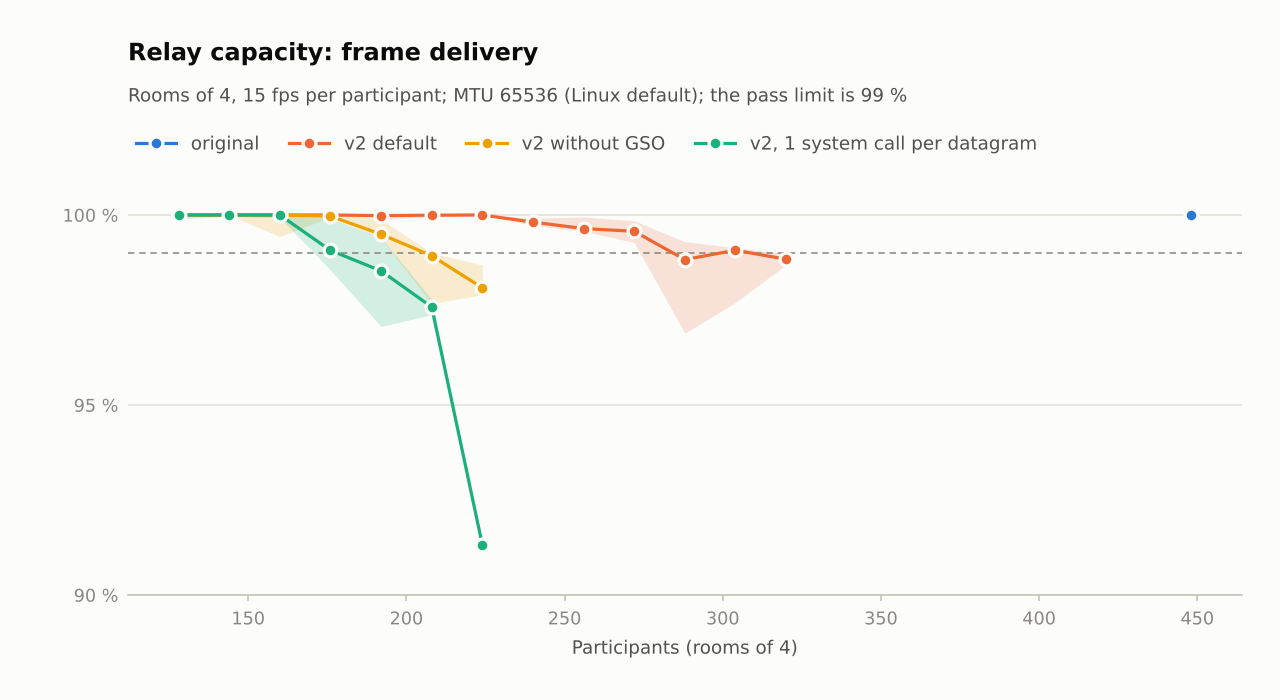 Relay capacity: frame delivery
Rooms of 4, 15 fps per participant; MTU 65536 (Linux default); the pass limit is 99 %
original v2 default v2 without GSO v2, 1 system call per datagram
100 %
95 %
90 %
150 200 250 300 350 400 450
Participants (rooms of 4)